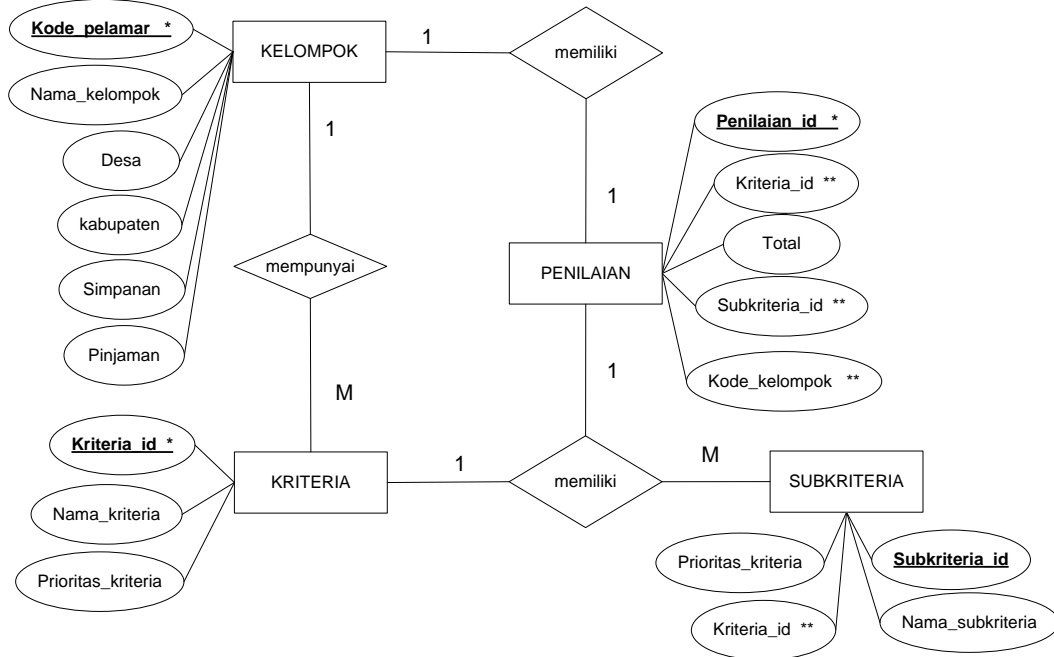 Kode_pelamar *
KELOMPOK
1
memiliki
Nama_kelompok
1
Penilaian_id *
Desa
Kriteria_id **
kabupaten
1
Total
mempunyai
PENILAIAN
Simpanan
Subkriteria_id **
Pinjaman
1
Kode_kelompok **
M
Kriteria_id *
1
M
KRITERIA
memiliki
SUBKRITERIA
Nama_kriteria
Prioritas_kriteria
Prioritas_kriteria
Subkriteria_id
Kriteria_id **
Nama_subkriteria